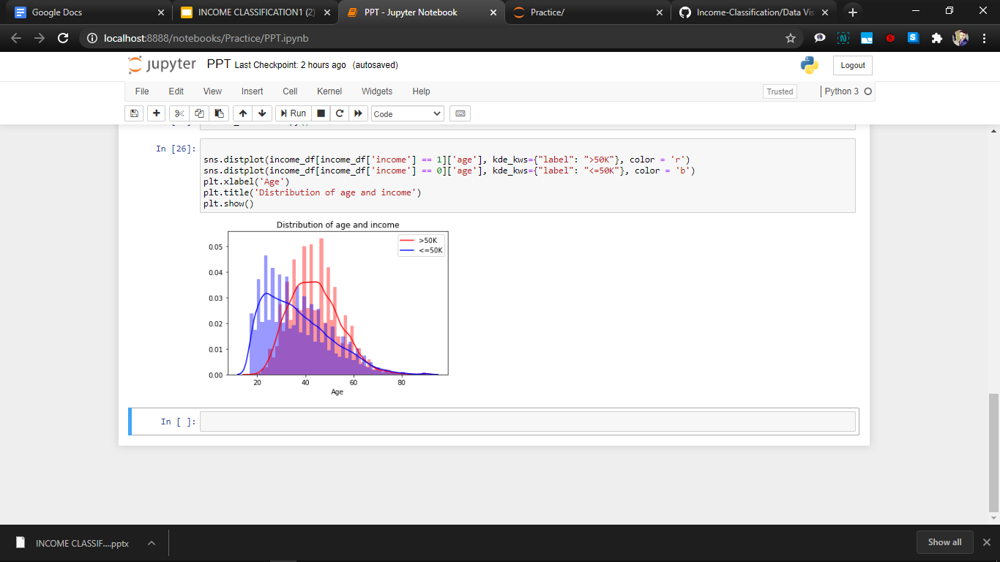 Google Docs
INCOME CLASSIFICATION1 (2)
PPT - Jupyter Notebook
Practice/
Income-Classification/Data Vis
localhost:8888/notebooks/Practice/PPT.ipynb
jupyter PPT Last Checkpoint: 2 hours ago (autosaved)
Logout
File Edit View Insert Cell Kernel Widgets Help
Trusted
Python 3
Run
Code
In [26]:
sns.distplot(income_df[income_df['income'] == 1]['age'], kde_kws={"label": ">50K"}, color = 'r')
sns.distplot(income_df[income_df['income'] == 0]['age'], kde_kws={"label": "<=50K"}, color = 'b')
plt.xlabel('Age')
plt.title('Distribution of age and income')
plt.show()
Distribution of age and income
>50K
<=50K
0.05
0.04
0.03
0.02
0.01
0.00
20 40 60 80
Age
In [ ]:
INCOME CLASSIF....pptx
Show all